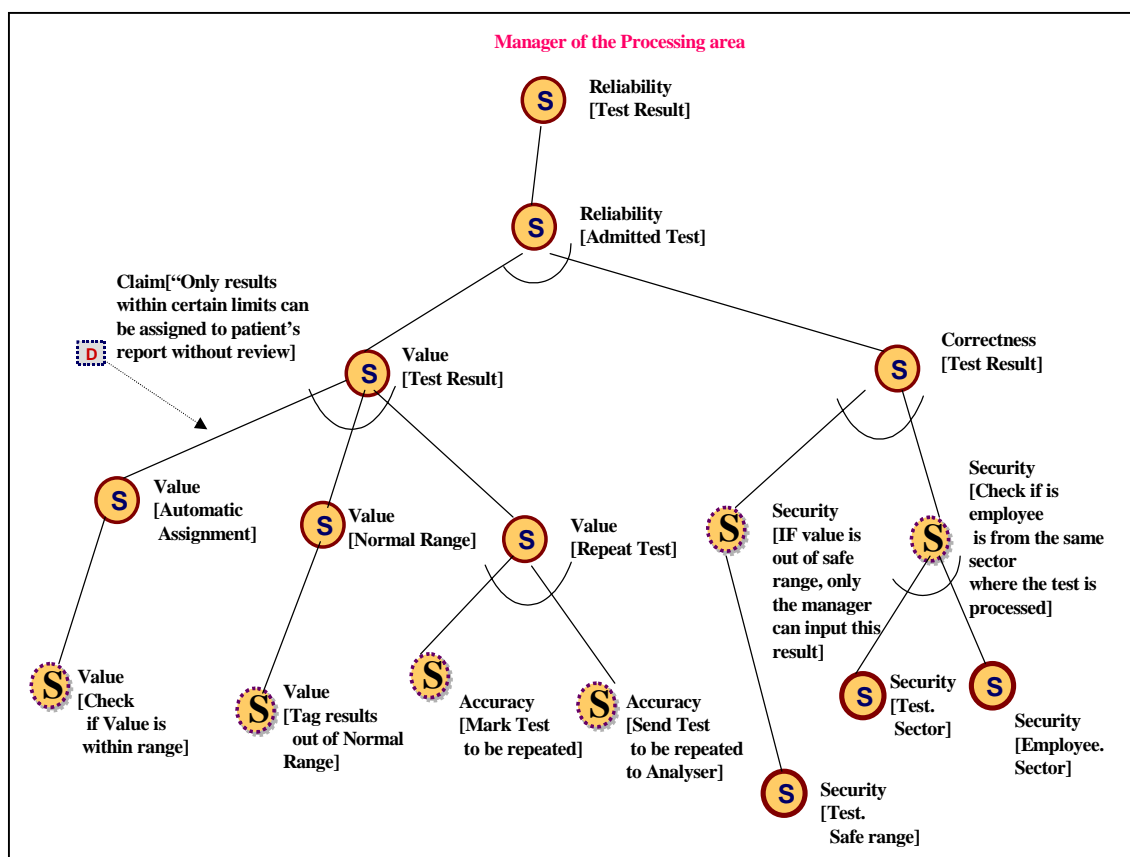 Manager of the Processing area
S
Reliability
[Test Result]
S
Reliability
[Admitted Test]
Claim["Only results
within certain limits can
be assigned to patient's
report without review]
D
S
Value
[Test Result]
S
Correctness
[Test Result]
S
Value
[Automatic
Assignment]
S
Value
[Normal Range]
S
Value
[Repeat Test]
S
Security
[IF value is
out of safe
range, only
the manager
can input this
result]
S
Security
[Check if is
employee
is from the same
sector
where the test is
processed]
S
Value
[Check
if Value is
within range]
S
Value
[Tag results
out of Normal
Range]
S
Accuracy
[Mark Test
to be repeated]
S
Accuracy
[Send Test
to be repeated
to Analyser]
S
Security
[Test.
Sector]
S
Security
[Employee.
Sector]
S
Security
[Test.
Safe range]